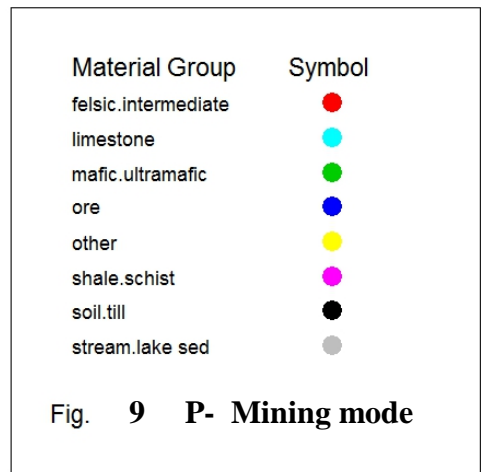 Material Group Symbol
felsic.intermediate
limestone
mafic.ultramafic
ore
other
shale.schist
soil.till
stream.lake sed
Fig. 9 P- Mining mode